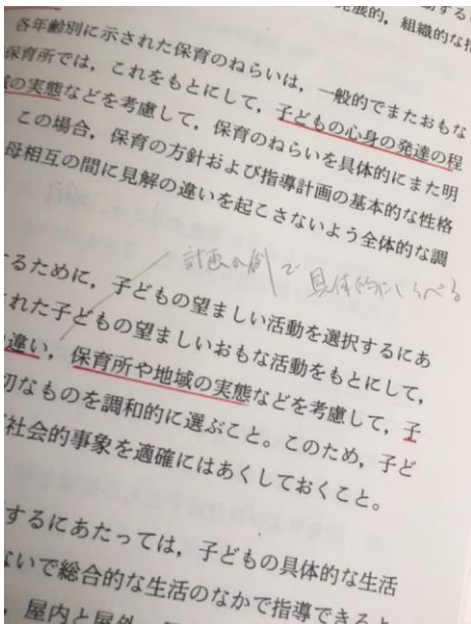 発展的，組織的な指
各年齢別に示された保育のねらいは，一般的でまたおもな
保育所では，これをもとにして，子どもの心身の発達の程
の実態などを考慮して，保育のねらいを具体的にまた明
この場合，保育の方針および指導計画の基本的な性格
母相互の間に見解の違いを起こさないよう全体的な調
計画の例で 具体的にしらべる
するために，子どもの望ましい活動を選択するにあ
れた子どもの望ましいおもな活動をもとにして，
違い，保育所や地域の実態などを考慮して，子
切なものを調和的に選ぶこと。このため，子ど
社会的事象を適確にはあくしておくこと。
するにあたっては，子どもの具体的な生活
ないで総合的な生活のなかで指導できるよ
，屋内と屋外